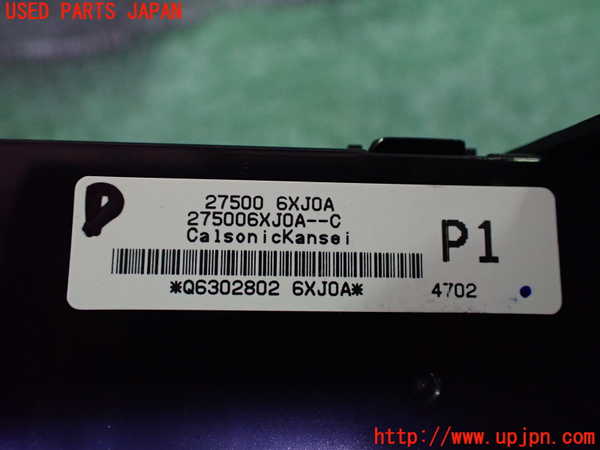 USED PARTS JAPAN
D
27500 6XJ0A
275006XJ0A--C
CalsonicKansei
P1
*Q6302802 6XJ0A*
4702
http://www.upjpn.com/